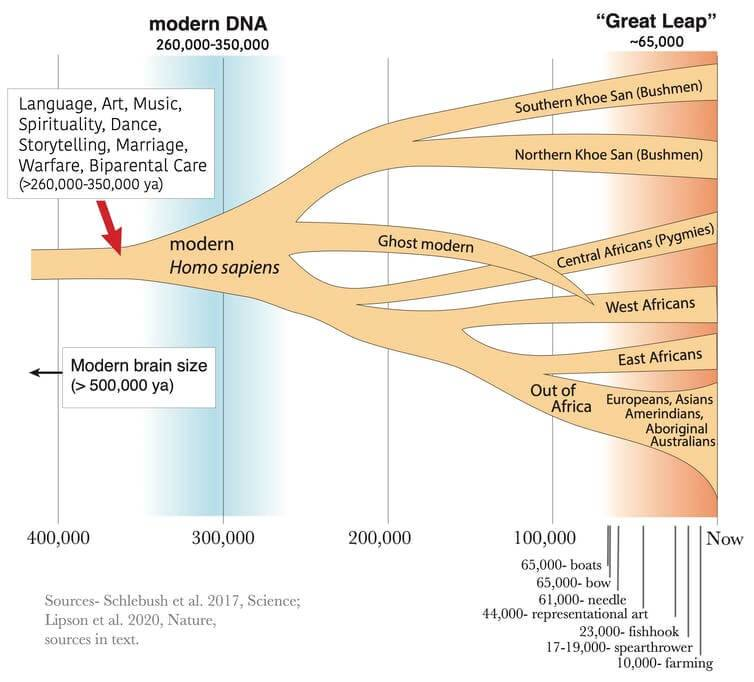 modern DNA
260,000-350,000
“Great Leap”
~65,000
Language, Art, Music,
Spirituality, Dance,
Storytelling, Marriage,
Warfare, Biparental Care
(>260,000-350,000 ya)
Southern Khoe San (Bushmen)
Northern Khoe San (Bushmen)
modern
Homo sapiens
Ghost modern
Central Africans (Pygmies)
West Africans
East Africans
Modern brain size
(> 500,000 ya)
Out of
Africa
Europeans, Asians
Amerindians,
Aboriginal
Australians
400,000
300,000
200,000
100,000
Now
65,000- boats
65,000- bow
61,000- needle
44,000- representational art
23,000- fishhook
17-19,000- spearthrower
10,000- farming
Sources- Schlebush et al. 2017, Science;
Lipson et al. 2020, Nature,
sources in text.